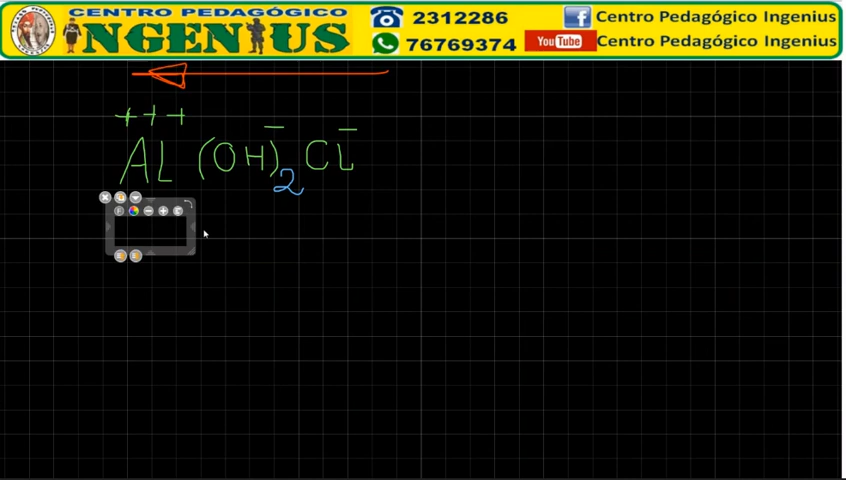 CENTRO PEDAGÓGICO
INGENIUS
2312286
76769374
f Centro Pedagógico Ingenius
YouTube Centro Pedagógico Ingenius
+ + +
AL (OH)₂⁻ CL⁻